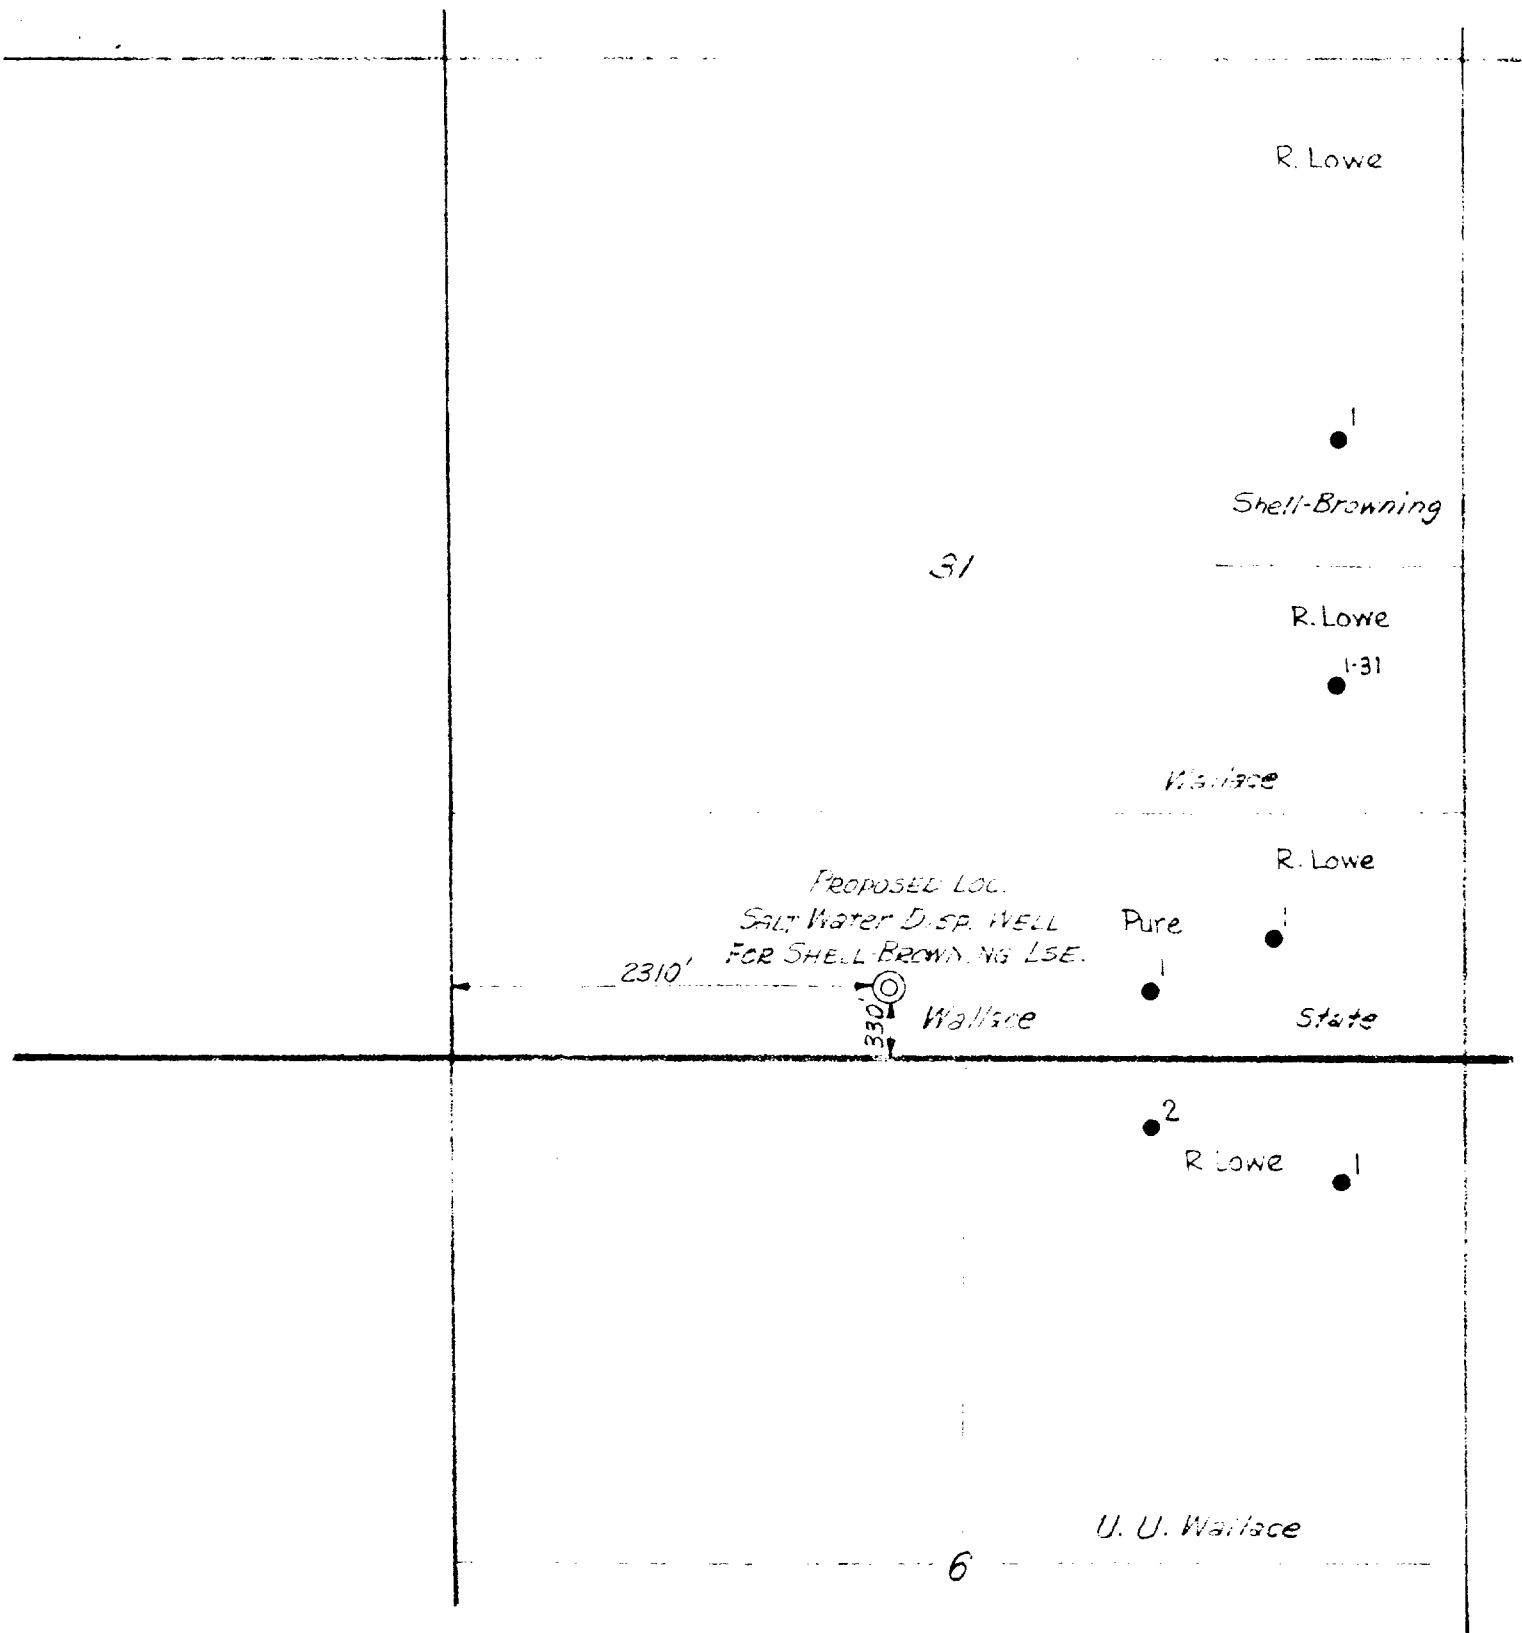 R. Lowe
1
Shell-Browning
31
R. Lowe
1-31
Wallace
R. Lowe
PROPOSED LOC.
SALT WATER DISP. WELL
FOR SHELL-BROWNING LSE.
Pure
1
1
2310'
330'
Wallace
State
2
R Lowe
1
U. U. Wallace
6